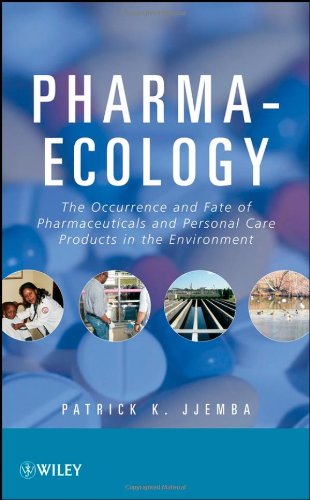 PHARMA-
ECOLOGY
The Occurrence and Fate of
Pharmaceuticals and Personal Care
Products in the Environment
PATRICK K. JJEMBA
WILEY